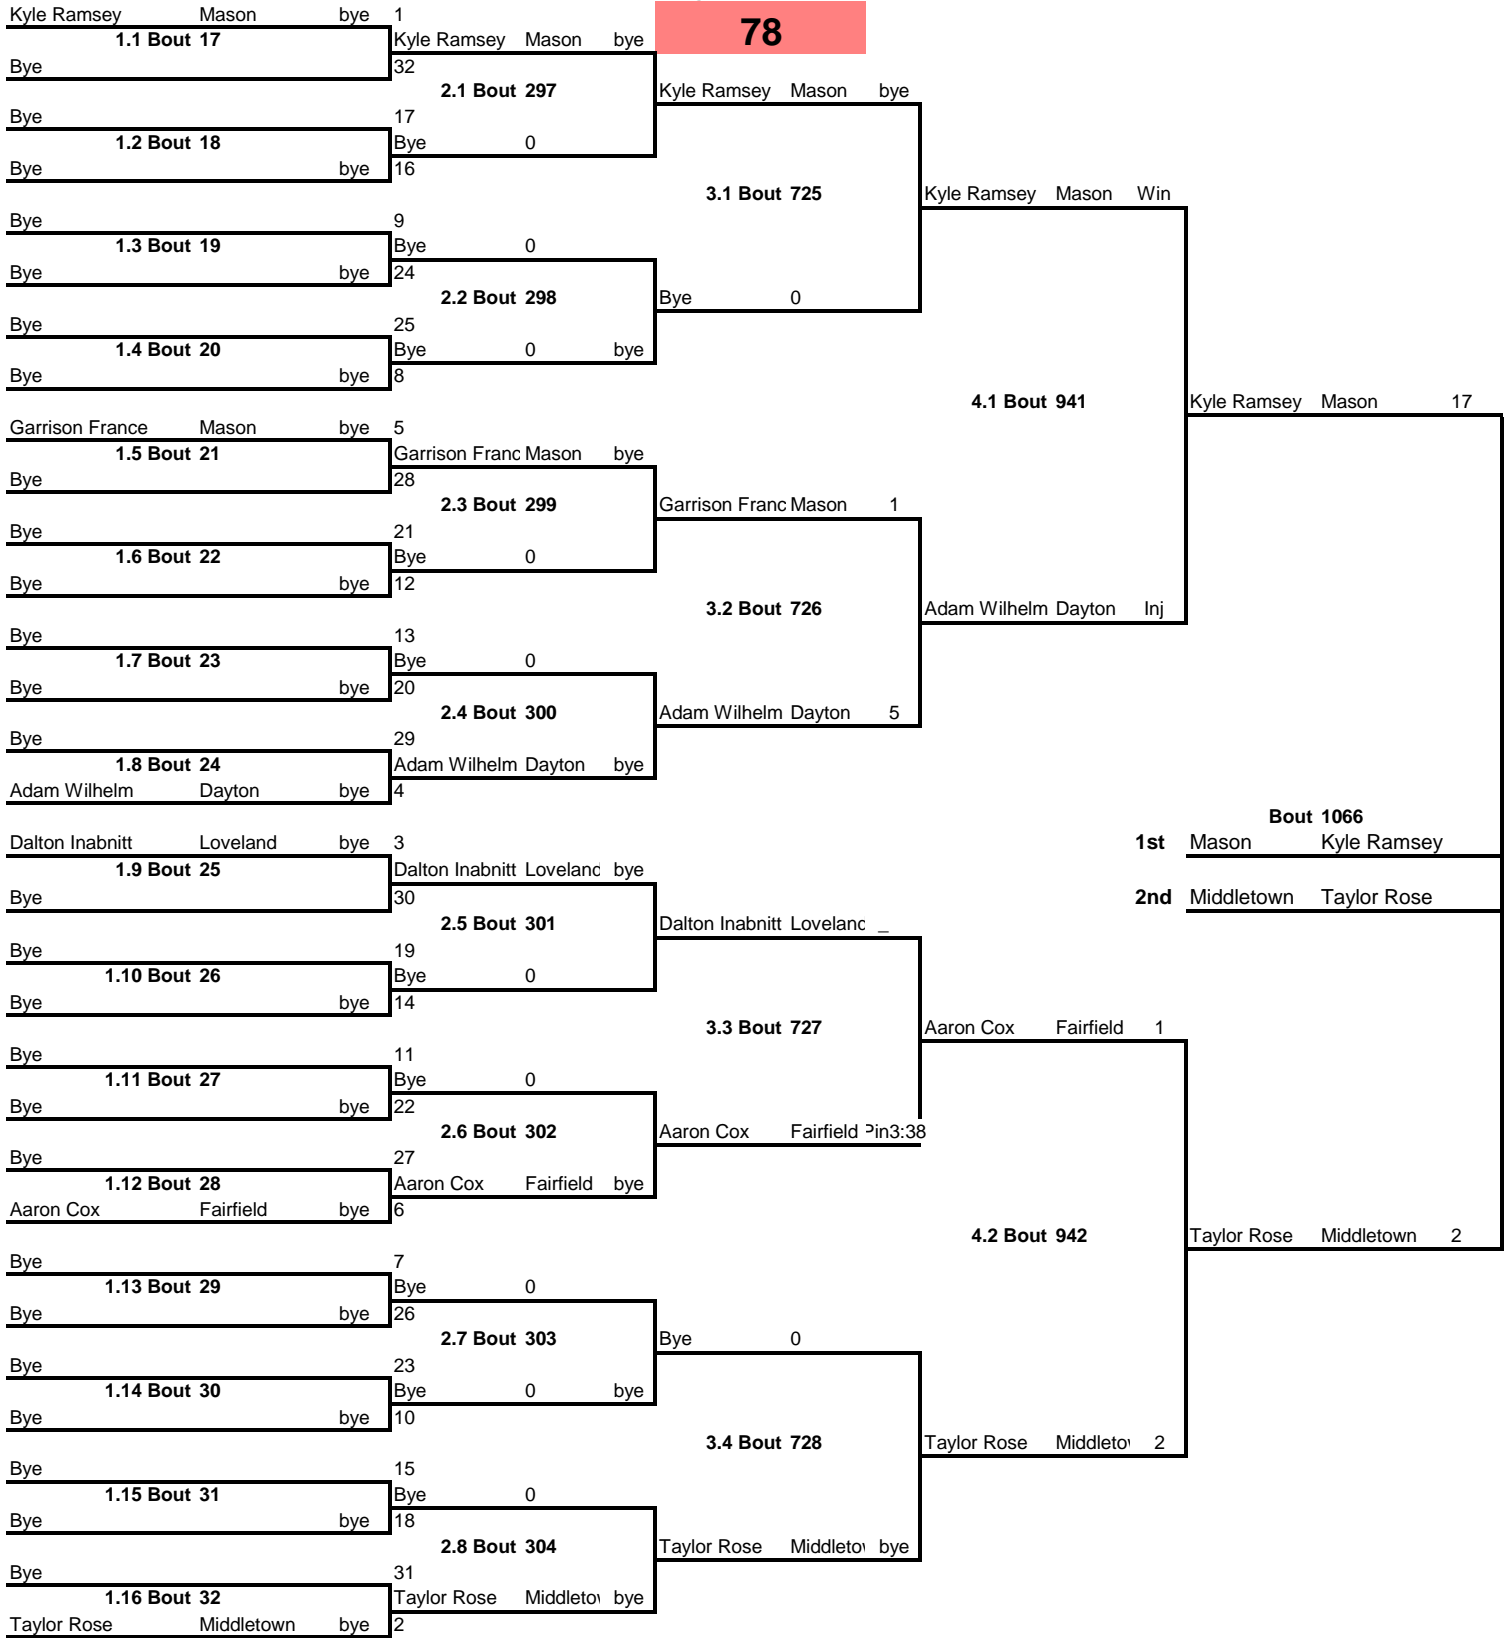 Kyle Ramsey Mason bye 1
78
1.1 Bout 17 Kyle Ramsey Mason bye
Bye 32
2.1 Bout 297 Kyle Ramsey Mason bye
Bye 17
1.2 Bout 18 Bye 0
Bye bye 16
3.1 Bout 725 Kyle Ramsey Mason Win
Bye 9
1.3 Bout 19 Bye 0
Bye bye 24
2.2 Bout 298 Bye 0
Bye 25
1.4 Bout 20 Bye 0 bye
Bye bye 8
4.1 Bout 941 Kyle Ramsey Mason 17
Garrison France Mason bye 5
1.5 Bout 21 Garrison Franc Mason bye
Bye 28
2.3 Bout 299 Garrison Franc Mason 1
Bye 21
1.6 Bout 22 Bye 0
Bye bye 12
3.2 Bout 726 Adam Wilhelm Dayton Inj
Bye 13
1.7 Bout 23 Bye 0
Bye bye 20
2.4 Bout 300 Adam Wilhelm Dayton 5
Bye 29
1.8 Bout 24 Adam Wilhelm Dayton bye
Adam Wilhelm Dayton bye 4
Bout 1066
Dalton Inabnitt Loveland bye 3 1st Mason Kyle Ramsey
1.9 Bout 25 Dalton Inabnitt Loveland bye
Bye 30 2nd Middletown Taylor Rose
2.5 Bout 301 Dalton Inabnitt Loveland _
Bye 19
1.10 Bout 26 Bye 0
Bye bye 14
3.3 Bout 727 Aaron Cox Fairfield 1
Bye 11
1.11 Bout 27 Bye 0
Bye bye 22
2.6 Bout 302 Aaron Cox Fairfield Pin3:38
Bye 27
1.12 Bout 28 Aaron Cox Fairfield bye
Aaron Cox Fairfield bye 6
4.2 Bout 942 Taylor Rose Middletown 2
Bye 7
1.13 Bout 29 Bye 0
Bye bye 26
2.7 Bout 303 Bye 0
Bye 23
1.14 Bout 30 Bye 0 bye
Bye bye 10
3.4 Bout 728 Taylor Rose Middletov 2
Bye 15
1.15 Bout 31 Bye 0
Bye bye 18
2.8 Bout 304 Taylor Rose Middletov bye
Bye 31
1.16 Bout 32 Taylor Rose Middletov bye
Taylor Rose Middletown bye 2